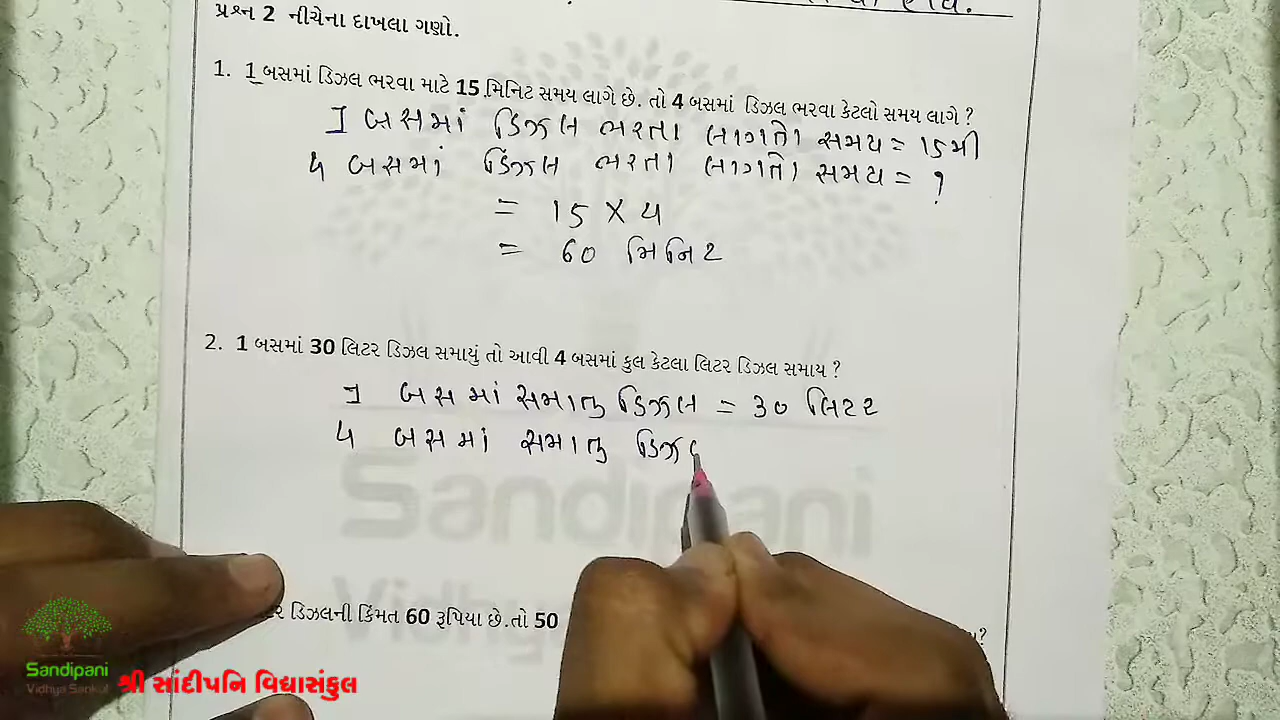 પ્રશ્ન 2 નીચેના દાખલા ગણો.
1. 1 બસમાં ડિઝલ ભરવા માટે 15 મિનિટ સમય લાગે છે. તો 4 બસમાં ડિઝલ ભરવા કેટલો સમય લાગે ?
1 બસમાં ડિઝલ ભરતા લાગતો સમય = 15 મી
4 બસમાં ડિઝલ ભરતા લાગતો સમય = ?
= 15 × 4
= 60 મિનિટ
2. 1 બસમાં 30 લિટર ડિઝલ સમાયું તો આવી 4 બસમાં કુલ કેટલા લિટર ડિઝલ સમાય ?
1 બસમાં સમાતુ ડિઝલ = ૩૦ લિટર
4 બસમાં સમાતુ ડિઝ
ડિઝલની કિંમત 60 રૂપિયા છે.તો 50
Sandipani
Vidhya Sankul
શ્રી સાંદીપનિ વિદ્યાસંકુલ